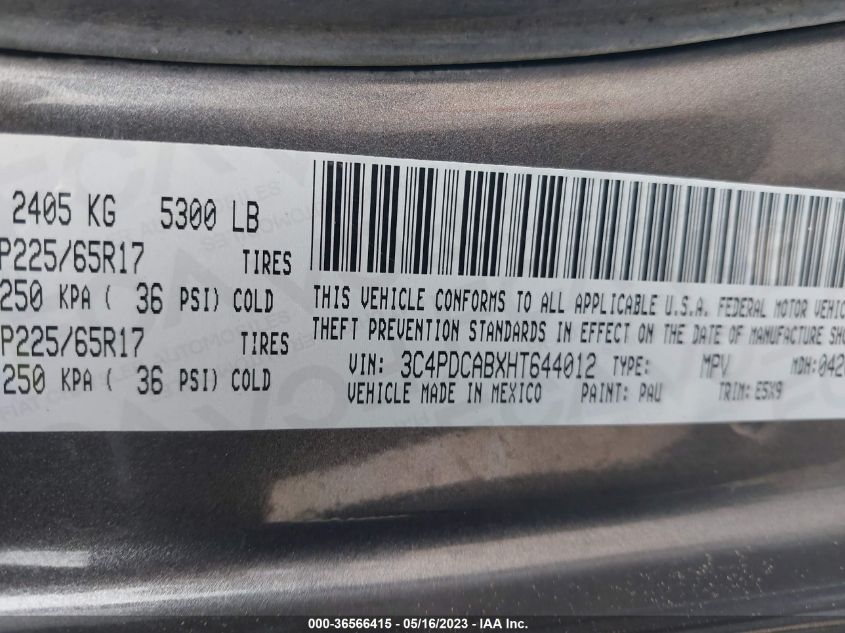 2405 KG 5300 LB
P225/65R17 TIRES
250 KPA ( 36 PSI) COLD
P225/65R17 TIRES
250 KPA ( 36 PSI) COLD
THIS VEHICLE CONFORMS TO ALL APPLICABLE U.S.A. FEDERAL MOTOR VEHIC
THEFT PREVENTION STANDARDS IN EFFECT ON THE DATE OF MANUFACTURE SHO
VIN: 3C4PDCABXHT644012 TYPE: MPV MDH:042
VEHICLE MADE IN MEXICO PAINT: PAU TRIM: E5X9
000-36566415 - 05/16/2023 - IAA Inc.